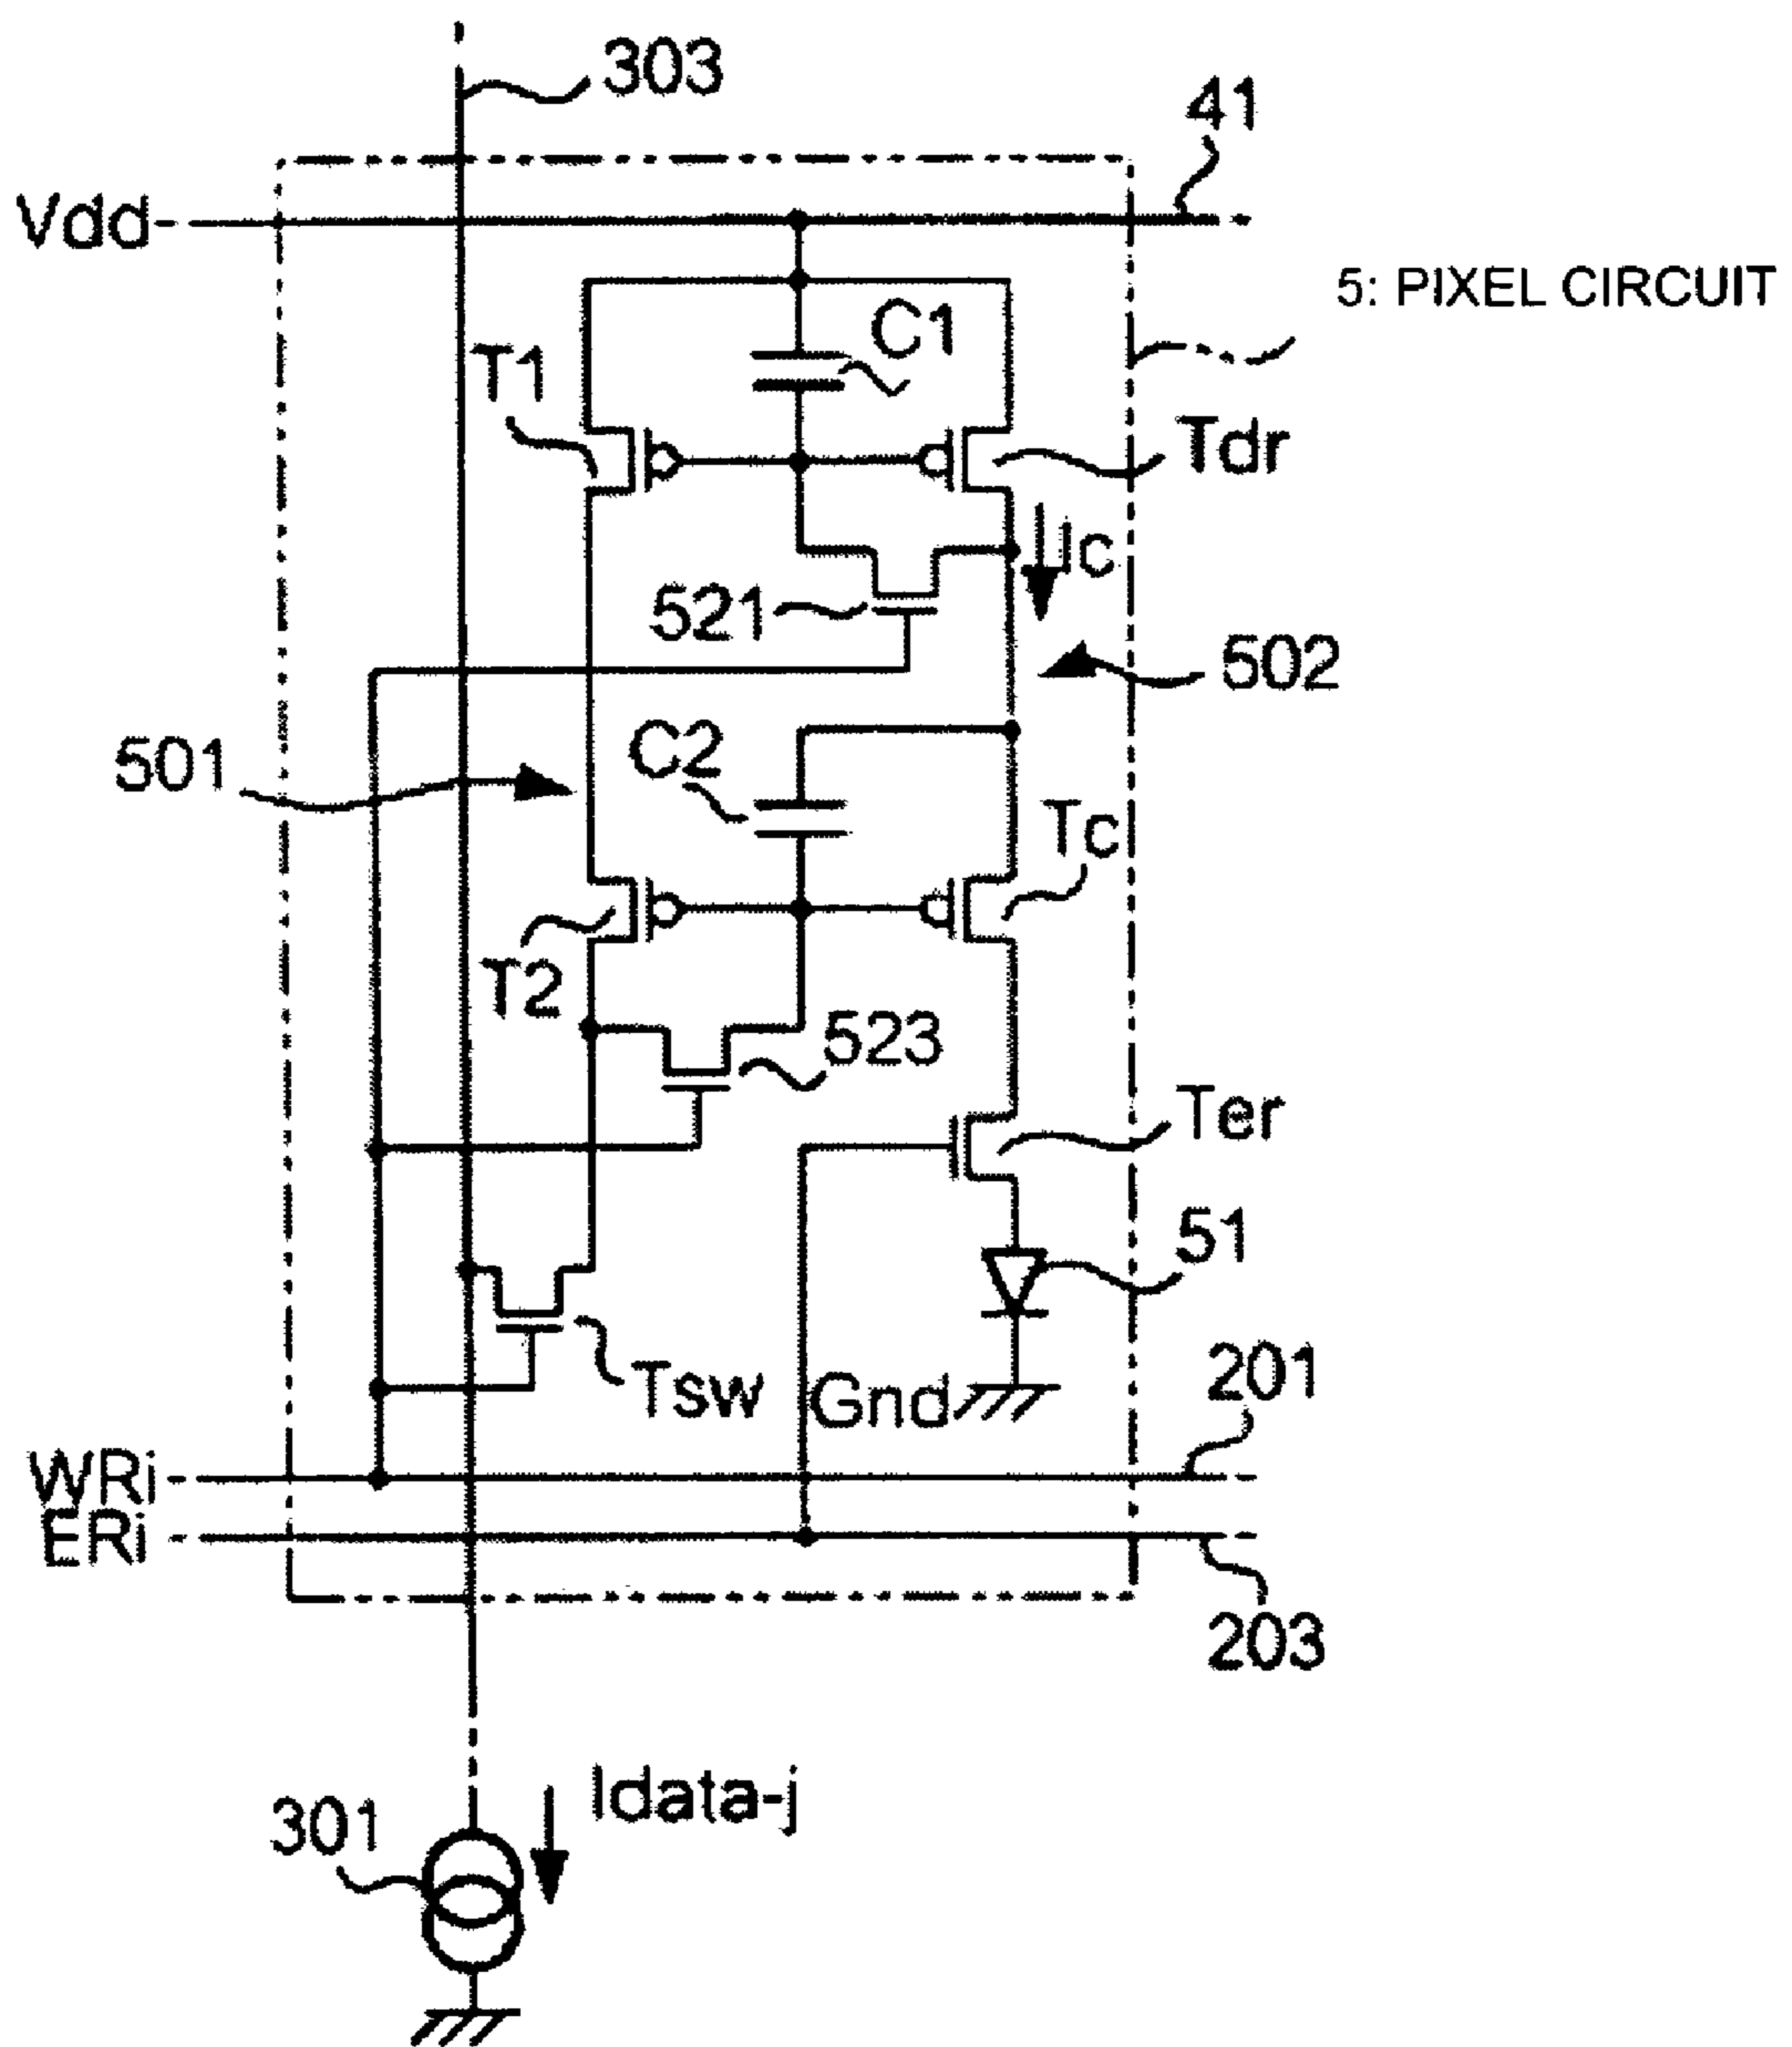 303
41
Vdd
5: PIXEL CIRCUIT
C1
T1
Tdr
Ic
521
502
501
C2
Tc
T2
523
Ter
51
Tsw
Gnd
201
WRi
ERi
203
Idata-j
301